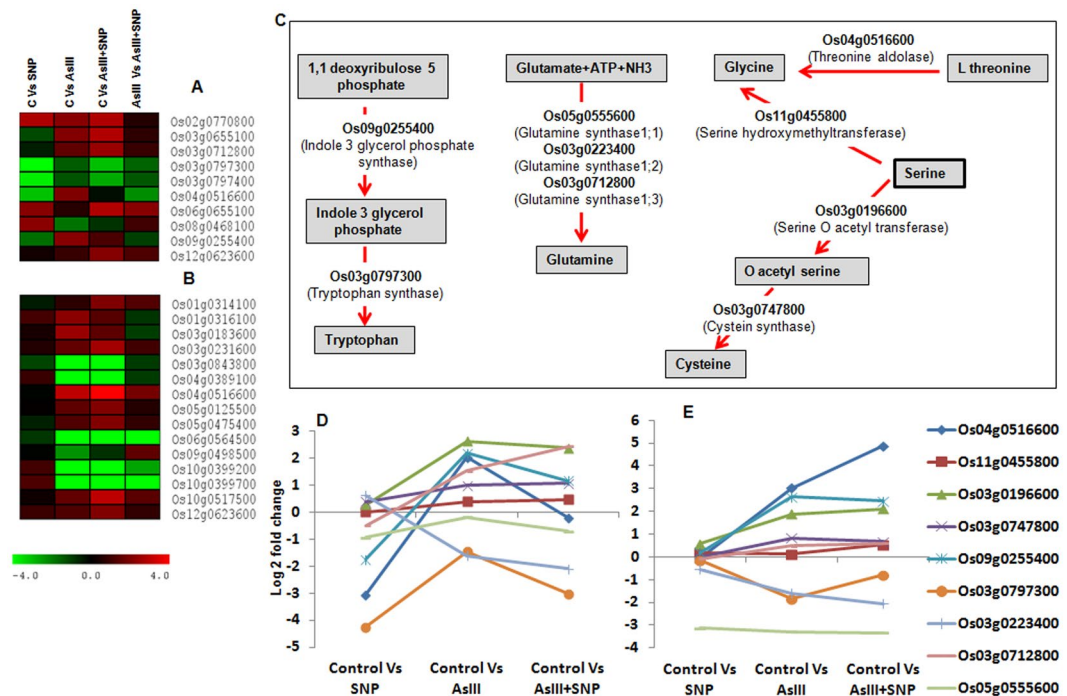 C Vs SNP
C Vs AsIII
C Vs AsIII+SNP
AsIII Vs AsIII+SNP
A
Os02g0770800
Os03g0655100
Os03g0712800
Os03g0797300
Os03g0797400
Os04g0516600
Os06g0655100
Os08g0468100
Os09g0255400
Os12g0623600
B
Os01g0314100
Os01g0316100
Os03g0183600
Os03g0231600
Os03g0843800
Os04g0389100
Os04g0516600
Os05g0125500
Os05g0475400
Os06g0564500
Os09g0498500
Os10g0399200
Os10g0399700
Os10g0517500
Os12g0623600
-4.0 0.0 4.0
C
1,1 deoxyribulose 5
phosphate
Os09g0255400
(Indole 3 glycerol phosphate
synthase)
Indole 3 glycerol
phosphate
Os03g0797300
(Tryptophan synthase)
Tryptophan
Glutamate+ATP+NH3
Os05g0555600
(Glutamine synthase1;1)
Os03g0223400
(Glutamine synthase1;2)
Os03g0712800
(Glutamine synthase1;3)
Glutamine
Os04g0516600
(Threonine aldolase)
Glycine
L threonine
Os11g0455800
(Serine hydroxymethyltransferase)
Serine
Os03g0196600
(Serine O acetyl transferase)
O acetyl serine
Os03g0747800
(Cystein synthase)
Cysteine
D
Log 2 fold change
3
2
1
0
-1
-2
-3
-4
-5
Control Vs
SNP
Control Vs
AsIII
Control Vs
AsIII+SNP
E
6
5
4
3
2
1
0
-1
-2
-3
-4
Control Vs
SNP
Control Vs
AsIII
Control Vs
AsIII+SNP
Os04g0516600
Os11g0455800
Os03g0196600
Os03g0747800
Os09g0255400
Os03g0797300
Os03g0223400
Os03g0712800
Os05g0555600